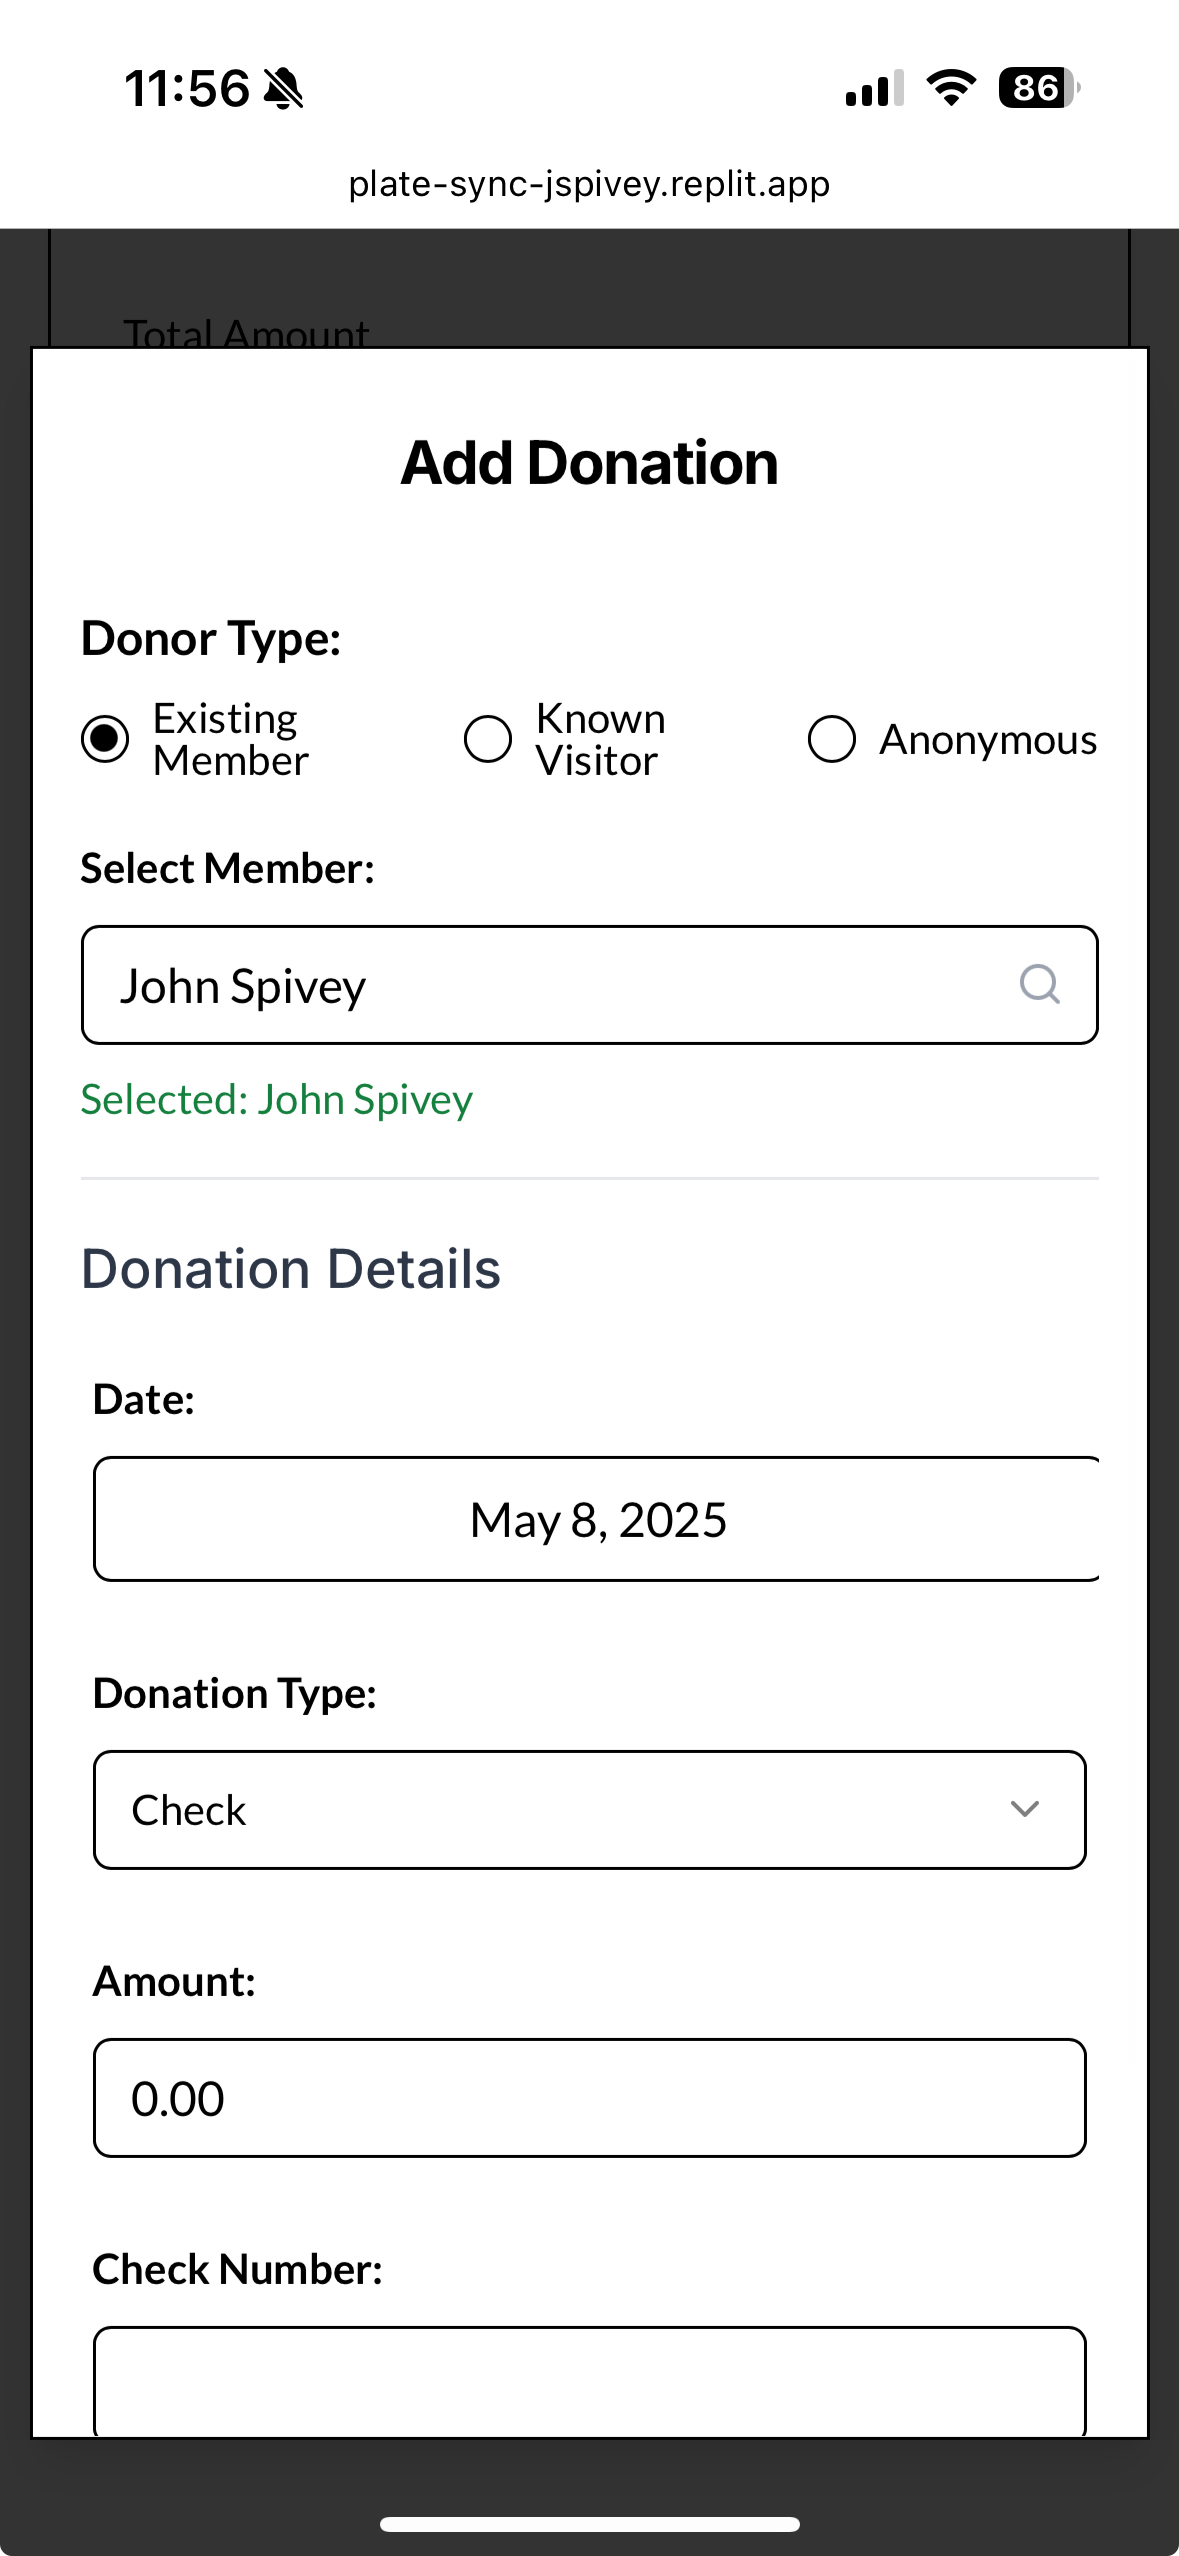 11:56
86
plate-sync-jspivey.replit.app
Total Amount
Add Donation
Donor Type:
Existing Member
Known Visitor
Anonymous
Select Member:
John Spivey
Selected: John Spivey
Donation Details
Date:
May 8, 2025
Donation Type:
Check
Amount:
0.00
Check Number: